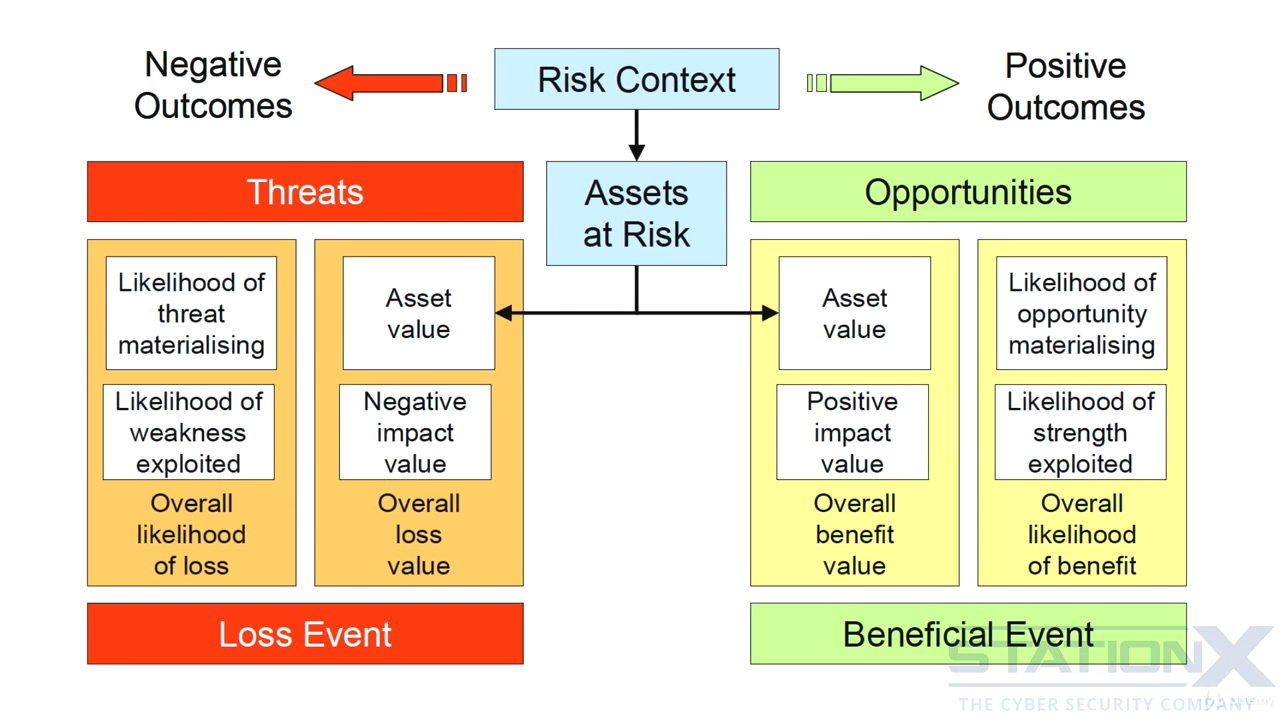 Negative
Outcomes
Risk Context
Positive
Outcomes
Threats
Assets
at Risk
Opportunities
Likelihood of
threat
materialising
Asset
value
Asset
value
Likelihood of
opportunity
materialising
Likelihood of
weakness
exploited
Negative
impact
value
Positive
impact
value
Likelihood of
strength
exploited
Overall
likelihood
of loss
Overall
loss
value
Overall
benefit
value
Overall
likelihood
of benefit
Loss Event
Beneficial Event
STATIONX
THE CYBER SECURITY COMPANY